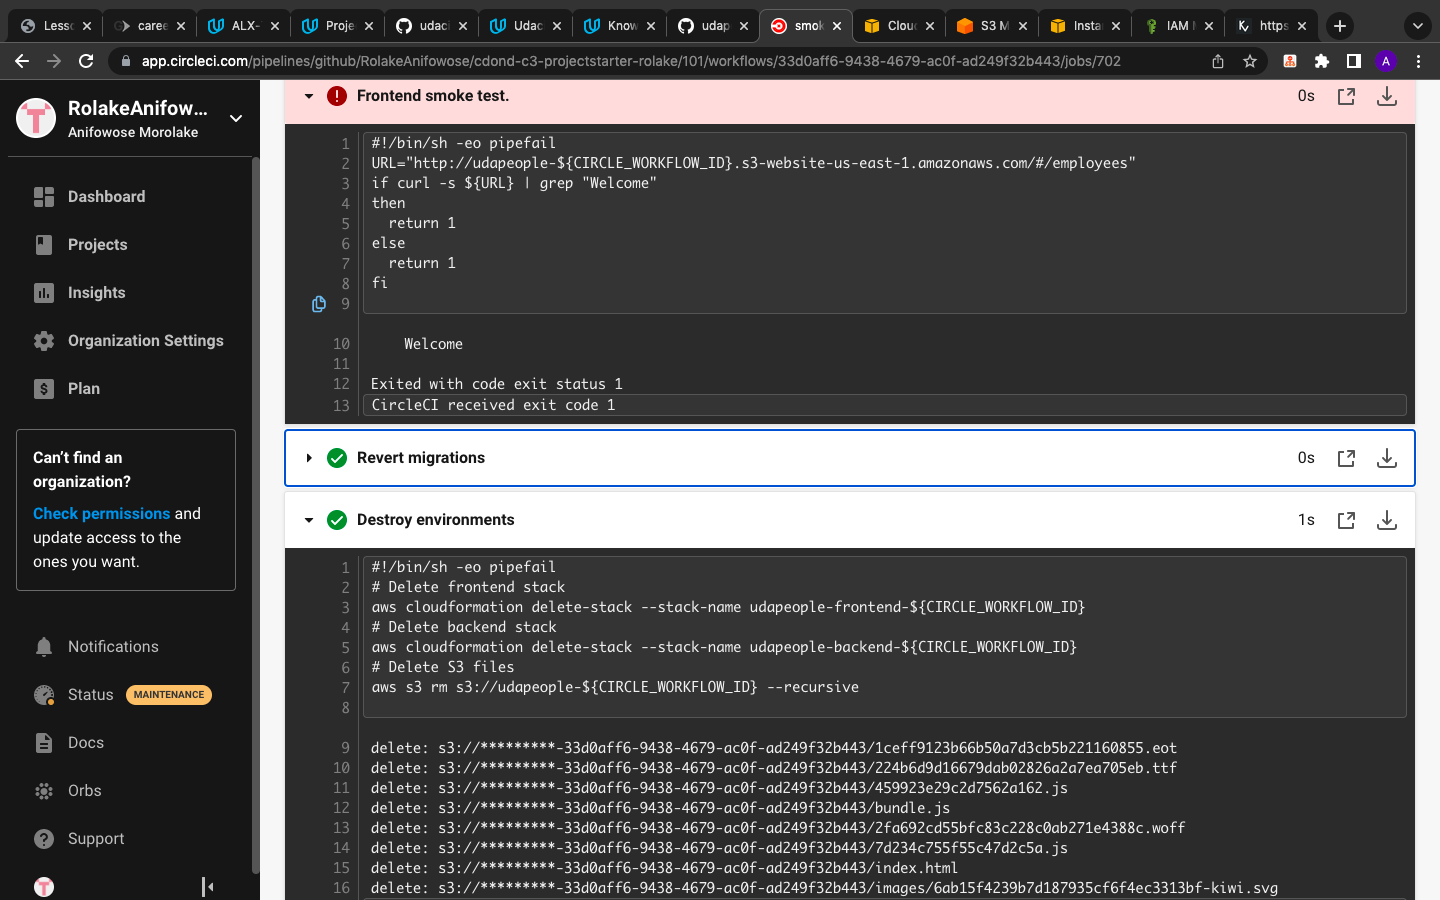 Lesso
caree
ALX-
Proje
udaci
Udac
Know
udap
smok
Cloud
S3 M
Insta
IAM M
https
app.circleci.com/pipelines/github/RolakeAnifowose/cdond-c3-projectstarter-rolake/101/workflows/33d0aff6-9438-4679-ac0f-ad249f32b443/jobs/702
A
RolakeAnifow...
Anifowose Morolake
Dashboard
Projects
Insights
Organization Settings
Plan
Can't find an
organization?
Check permissions and
update access to the
ones you want.
Notifications
Status MAINTENANCE
Docs
Orbs
Support
Frontend smoke test. 0s
1 #!/bin/sh -eo pipefail
2 URL="http://udapeople-${CIRCLE_WORKFLOW_ID}.s3-website-us-east-1.amazonaws.com/#/employees"
3 if curl -s ${URL} | grep "Welcome"
4 then
5 return 1
6 else
7 return 1
8 fi
9
10 Welcome
11
12 Exited with code exit status 1
13 CircleCI received exit code 1
Revert migrations 0s
Destroy environments 1s
1 #!/bin/sh -eo pipefail
2 # Delete frontend stack
3 aws cloudformation delete-stack --stack-name udapeople-frontend-${CIRCLE_WORKFLOW_ID}
4 # Delete backend stack
5 aws cloudformation delete-stack --stack-name udapeople-backend-${CIRCLE_WORKFLOW_ID}
6 # Delete S3 files
7 aws s3 rm s3://udapeople-${CIRCLE_WORKFLOW_ID} --recursive
8
9 delete: s3://*********-33d0aff6-9438-4679-ac0f-ad249f32b443/1ceff9123b66b50a7d3cb5b221160855.eot
10 delete: s3://*********-33d0aff6-9438-4679-ac0f-ad249f32b443/224b6d9d16679dab02826a2a7ea705eb.ttf
11 delete: s3://*********-33d0aff6-9438-4679-ac0f-ad249f32b443/459923e29c2d7562a162.js
12 delete: s3://*********-33d0aff6-9438-4679-ac0f-ad249f32b443/bundle.js
13 delete: s3://*********-33d0aff6-9438-4679-ac0f-ad249f32b443/2fa692cd55bfc83c228c0ab271e4388c.woff
14 delete: s3://*********-33d0aff6-9438-4679-ac0f-ad249f32b443/7d234c755f55c47d2c5a.js
15 delete: s3://*********-33d0aff6-9438-4679-ac0f-ad249f32b443/index.html
16 delete: s3://*********-33d0aff6-9438-4679-ac0f-ad249f32b443/images/6ab15f4239b7d187935cf6f4ec3313bf-kiwi.svg